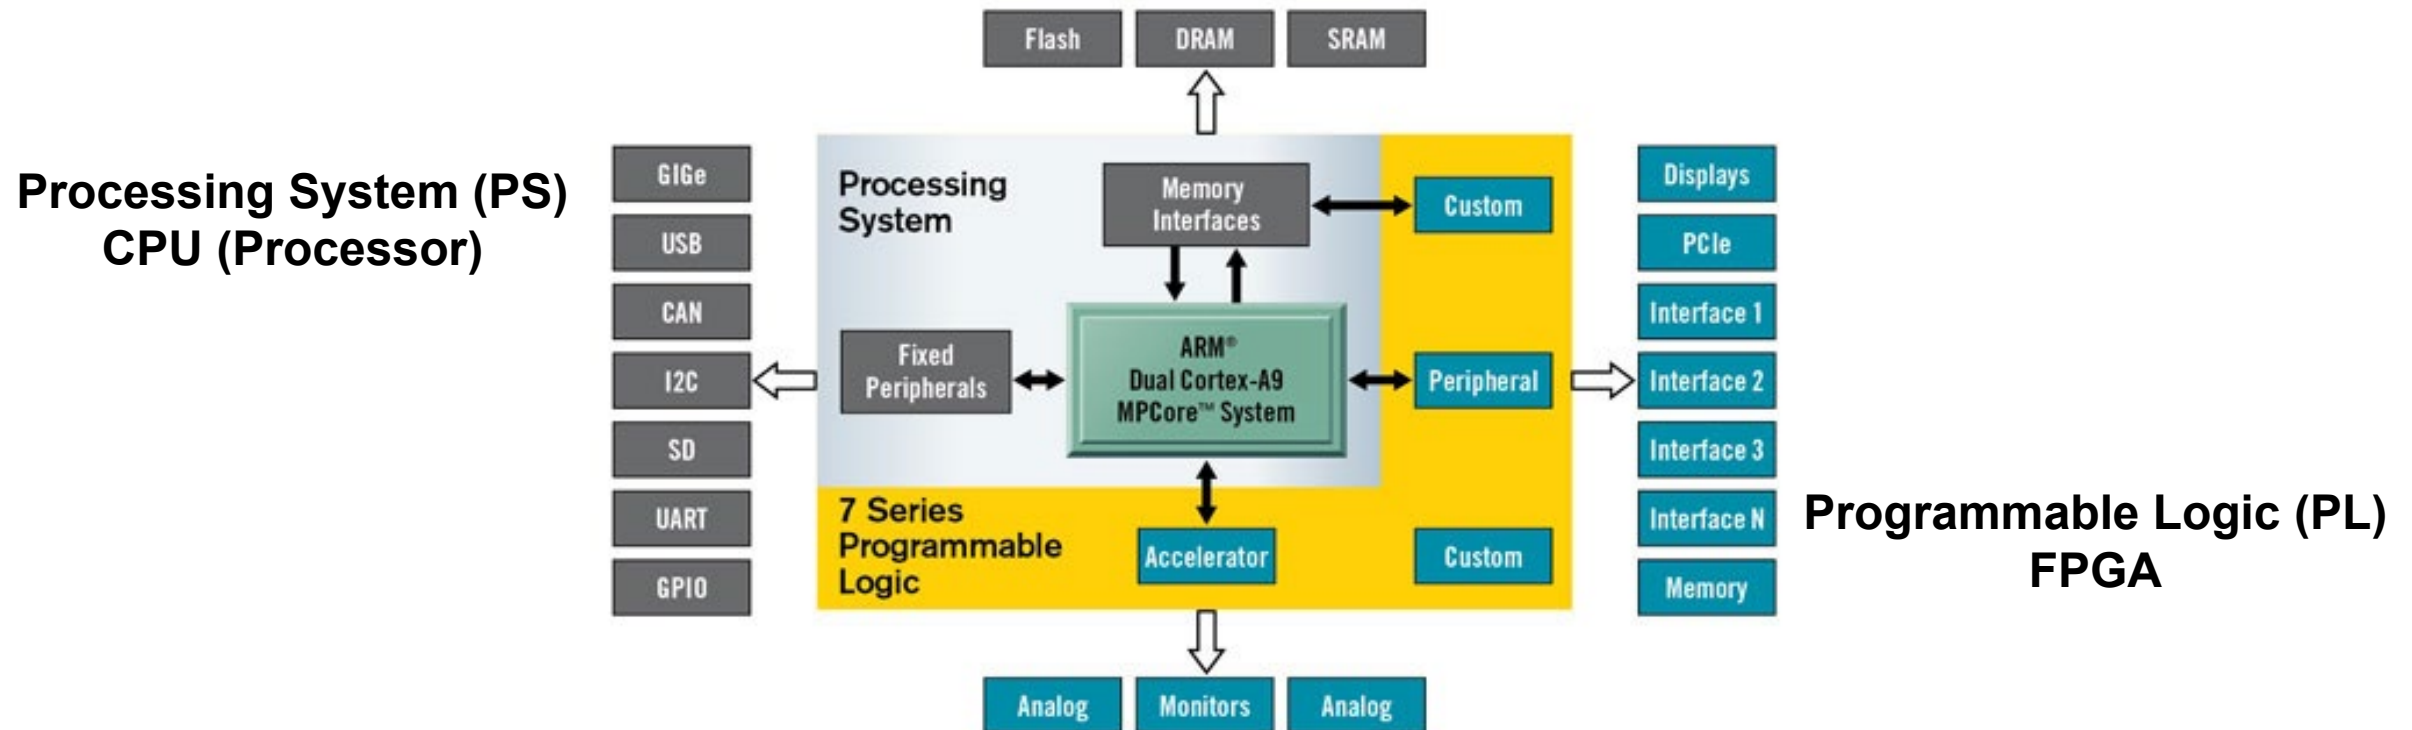 Flash
DRAM
SRAM
Processing System (PS)
CPU (Processor)
GIGe
USB
CAN
I2C
SD
UART
GPIO
Processing
System
Memory
Interfaces
Custom
Fixed
Peripherals
ARM®
Dual Cortex-A9
MPCore™ System
Peripheral
7 Series
Programmable
Logic
Accelerator
Custom
Displays
PCIe
Interface 1
Interface 2
Interface 3
Interface N
Memory
Programmable Logic (PL)
FPGA
Analog
Monitors
Analog